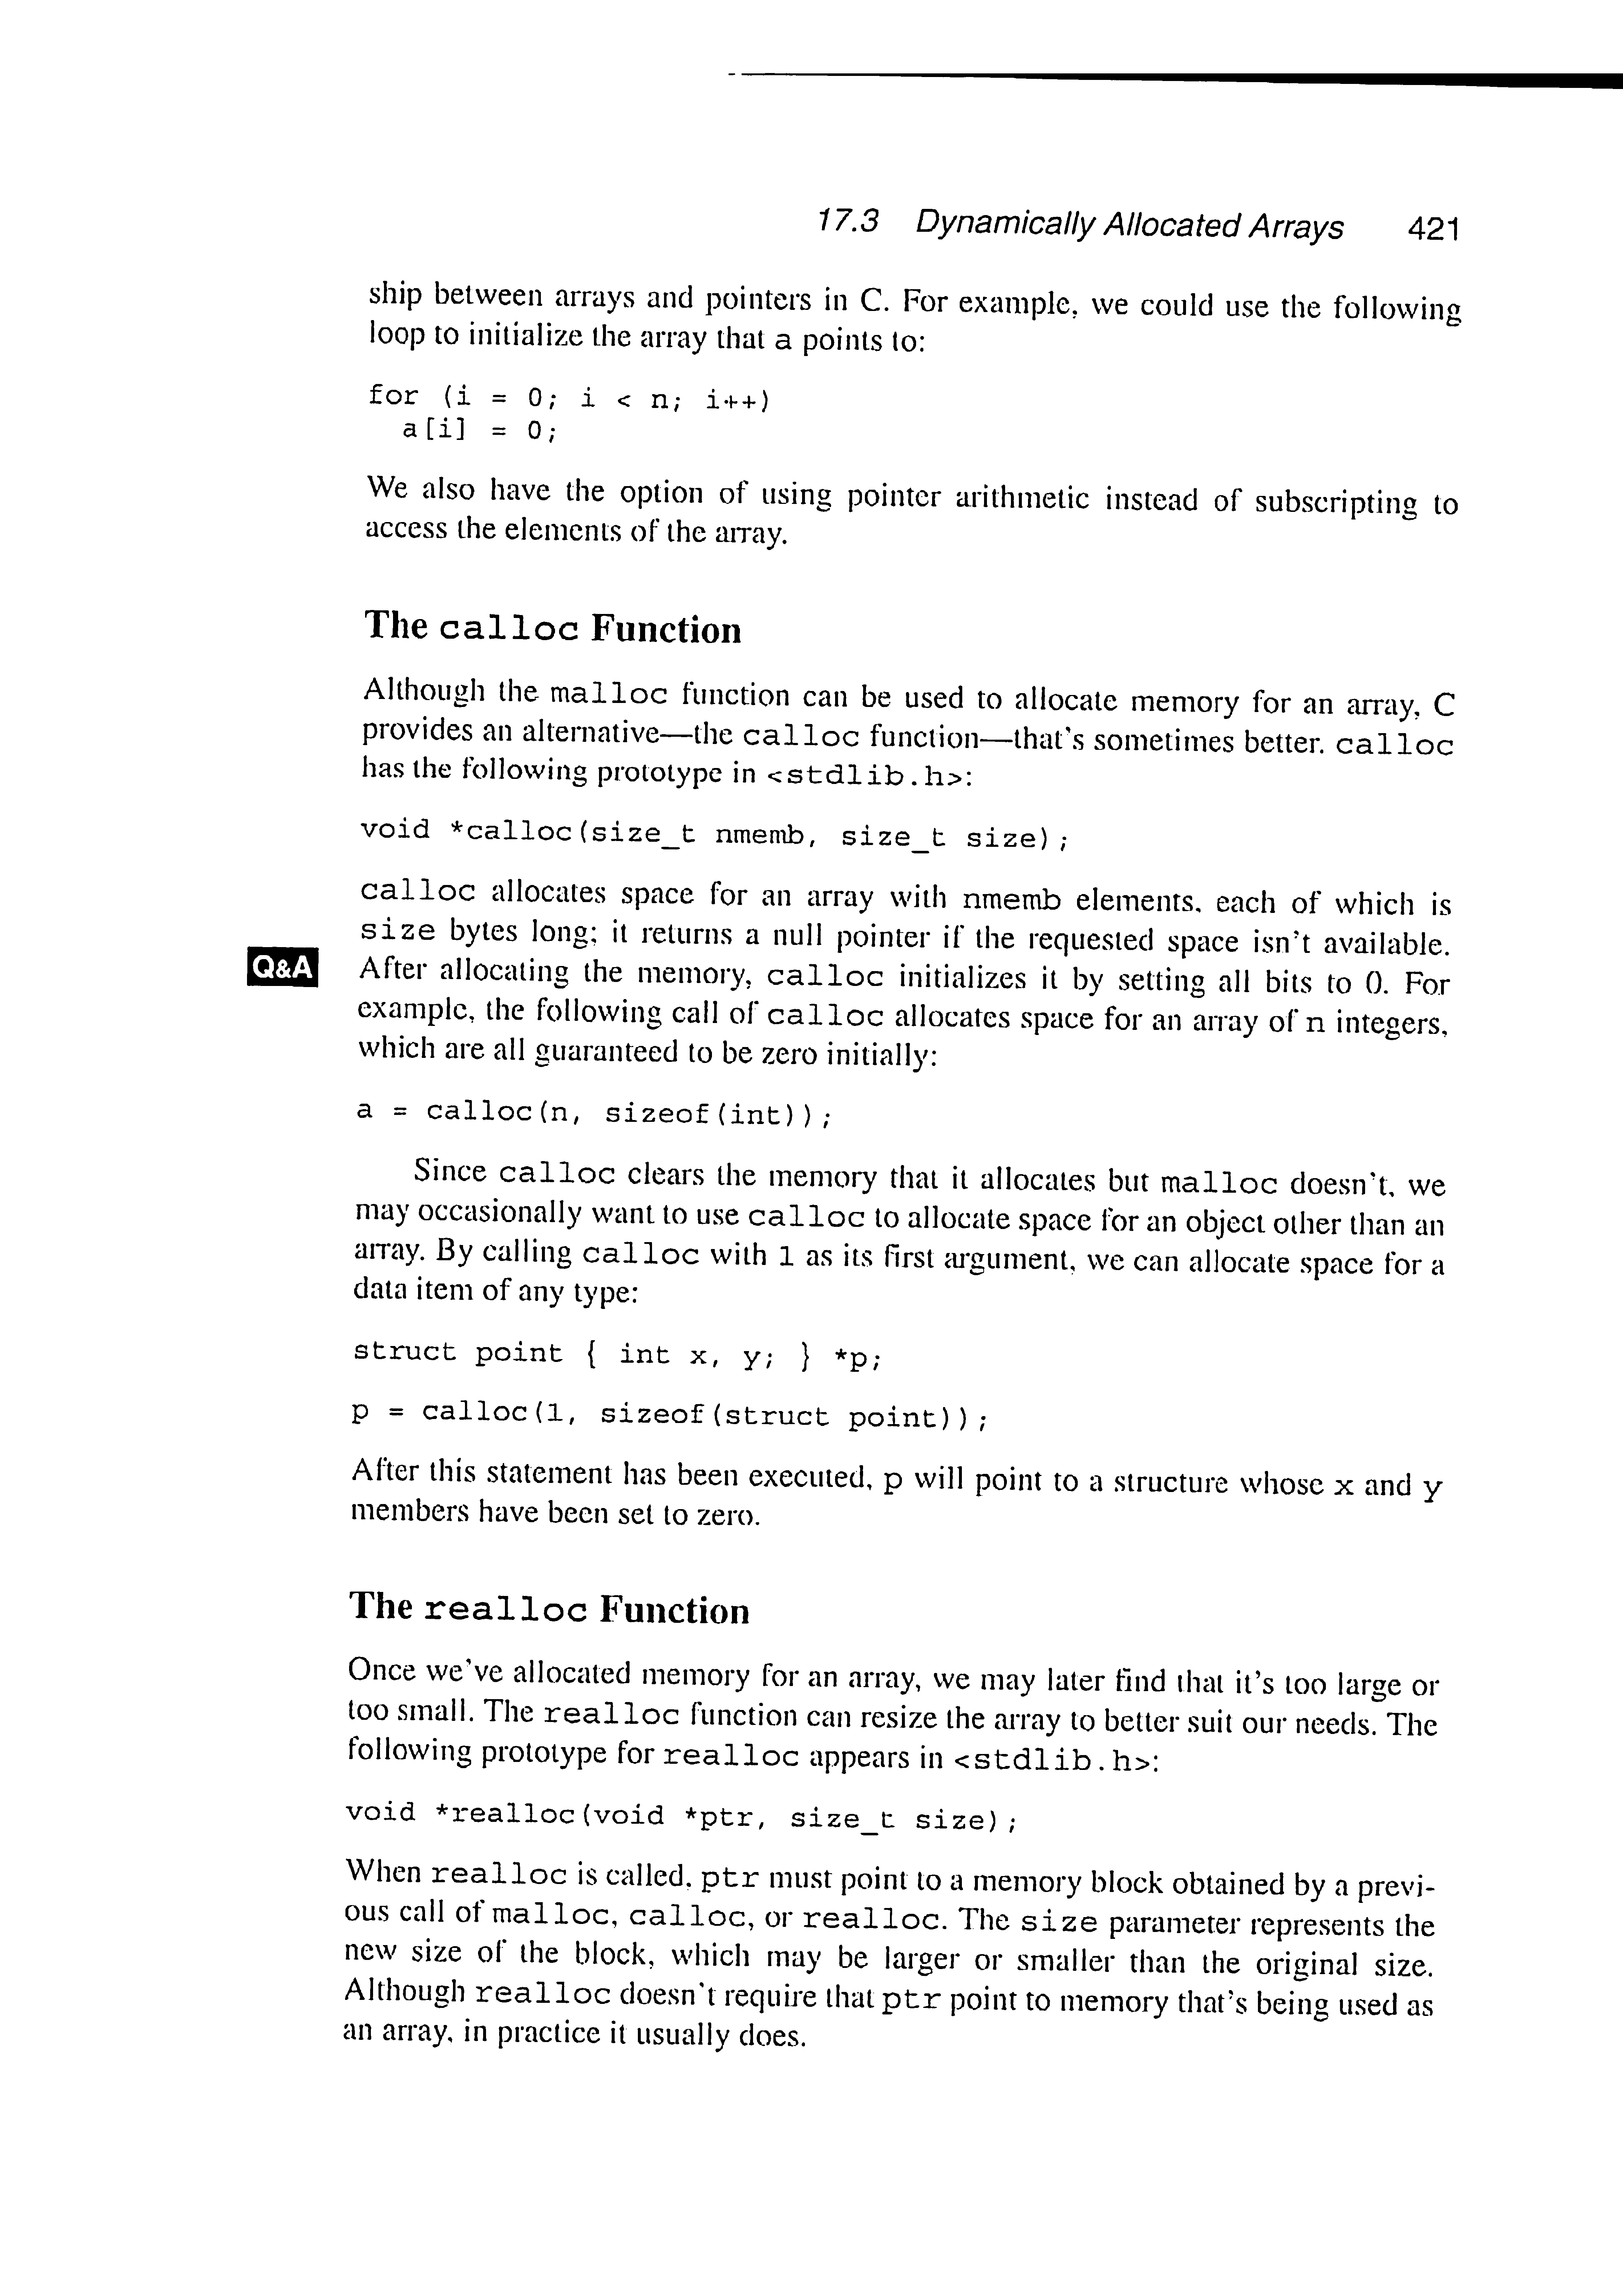 17.3 Dynamically Allocated Arrays 421
ship between arrays and pointers in C. For example, we could use the following
loop to initialize the array that a points to:
for (i = 0; i < n; i++)
  a[i] = 0;
We also have the option of using pointer arithmetic instead of subscripting to
access the elements of the array.
The calloc Function
Although the malloc function can be used to allocate memory for an array, C
provides an alternative—the calloc function—that's sometimes better. calloc
has the following prototype in <stdlib.h>:
void *calloc(size_t nmemb, size_t size);
calloc allocates space for an array with nmemb elements, each of which is
size bytes long; it returns a null pointer if the requested space isn't available.
Q&A After allocating the memory, calloc initializes it by setting all bits to 0. For
example, the following call of calloc allocates space for an array of n integers,
which are all guaranteed to be zero initially:
a = calloc(n, sizeof(int));
Since calloc clears the memory that it allocates but malloc doesn't, we
may occasionally want to use calloc to allocate space for an object other than an
array. By calling calloc with 1 as its first argument, we can allocate space for a
data item of any type:
struct point { int x, y; } *p;
p = calloc(1, sizeof(struct point));
After this statement has been executed, p will point to a structure whose x and y
members have been set to zero.
The realloc Function
Once we've allocated memory for an array, we may later find that it's too large or
too small. The realloc function can resize the array to better suit our needs. The
following prototype for realloc appears in <stdlib.h>:
void *realloc(void *ptr, size_t size);
When realloc is called, ptr must point to a memory block obtained by a previ-
ous call of malloc, calloc, or realloc. The size parameter represents the
new size of the block, which may be larger or smaller than the original size.
Although realloc doesn't require that ptr point to memory that's being used as
an array, in practice it usually does.